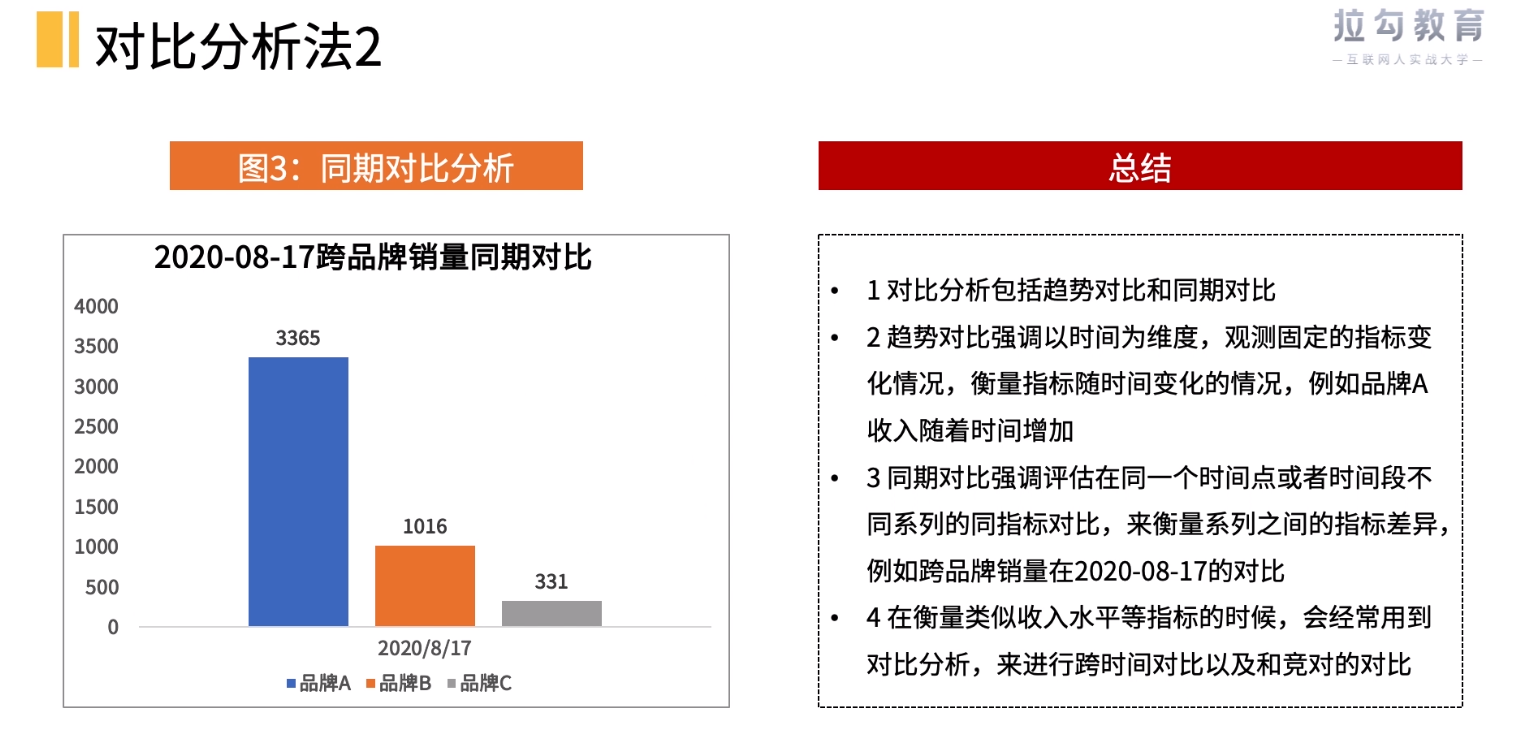 对比分析法2
拉勾教育
—互联网人实战大学—
图3：同期对比分析
2020-08-17跨品牌销量同期对比
4000
3500
3000
2500
2000
1500
1000
500
0
3365
1016
331
2020/8/17
品牌A 品牌B 品牌C
总结
• 1 对比分析包括趋势对比和同期对比
• 2 趋势对比强调以时间为维度，观测固定的指标变
化情况，衡量指标随时间变化的情况，例如品牌A
收入随着时间增加
• 3 同期对比强调评估在同一个时间点或者时间段不
同系列的同指标对比，来衡量系列之间的指标差异，
例如跨品牌销量在2020-08-17的对比
• 4 在衡量类似收入水平等指标的时候，会经常用到
对比分析，来进行跨时间对比以及和竞对的对比